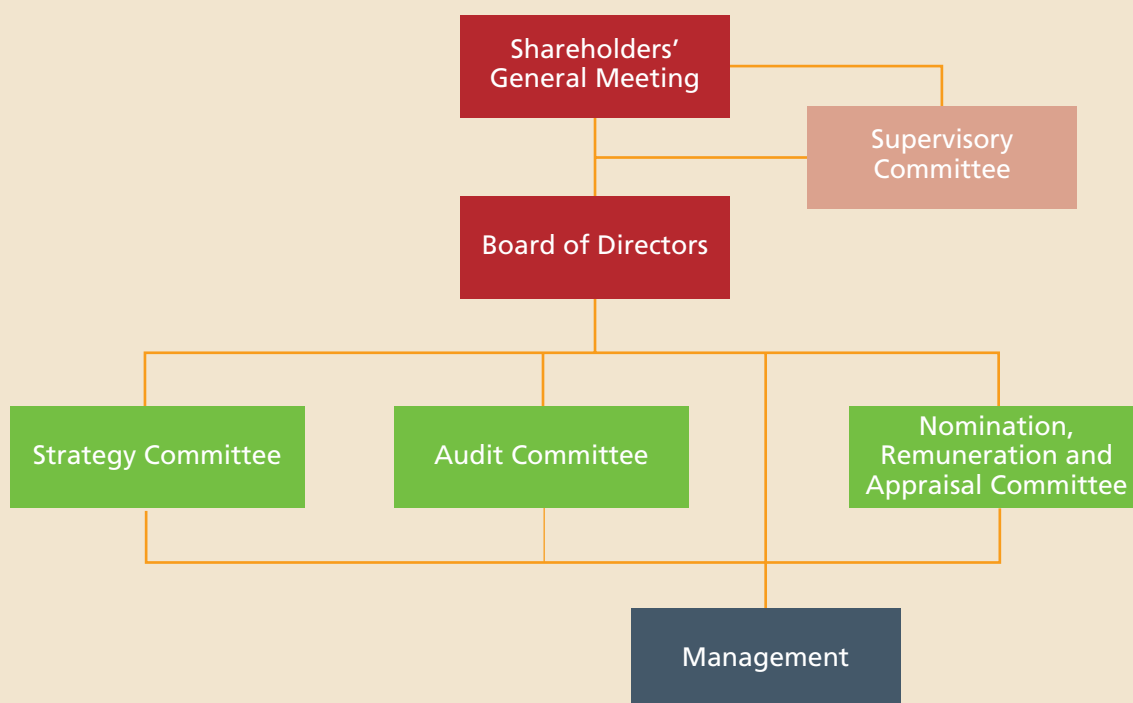 Shareholders’
General Meeting
Supervisory
Committee
Board of Directors
Strategy Committee
Audit Committee
Nomination,
Remuneration and
Appraisal Committee
Management